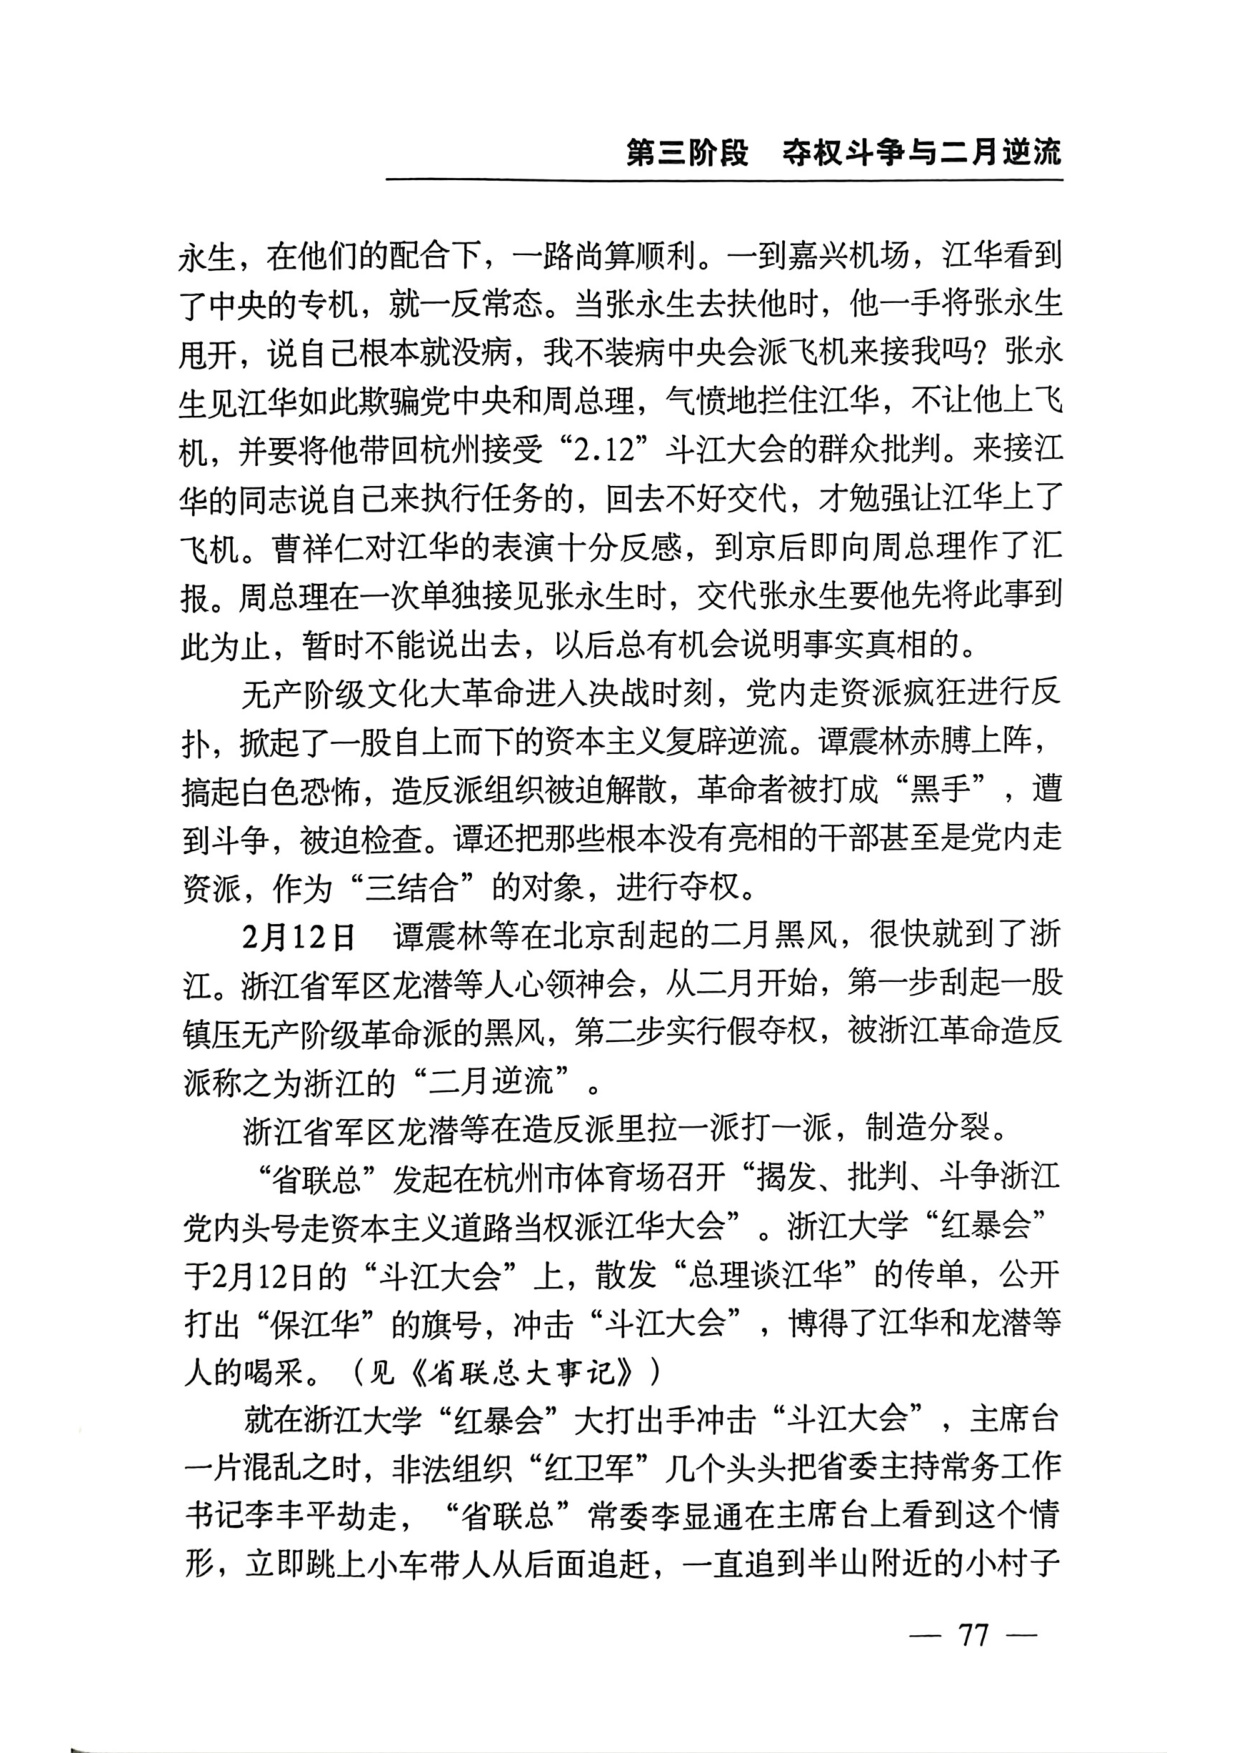 第三阶段　夺权斗争与二月逆流
永生，在他们的配合下，一路尚算顺利。一到嘉兴机场，江华看到
了中央的专机，就一反常态。当张永生去扶他时，他一手将张永生
甩开，说自己根本就没病，我不装病中央会派飞机来接我吗？张永
生见江华如此欺骗党中央和周总理，气愤地拦住江华，不让他上飞
机，并要将他带回杭州接受“2.12”斗江大会的群众批判。来接江
华的同志说自己来执行任务的，回去不好交代，才勉强让江华上了
飞机。曹祥仁对江华的表演十分反感，到京后即向周总理作了汇
报。周总理在一次单独接见张永生时，交代张永生要他先将此事到
此为止，暂时不能说出去，以后总有机会说明事实真相的。
无产阶级文化大革命进入决战时刻，党内走资派疯狂进行反
扑，掀起了一股自上而下的资本主义复辟逆流。谭震林赤膊上阵，
搞起白色恐怖，造反派组织被迫解散，革命者被打成“黑手”，遭
到斗争，被迫检查。谭还把那些根本没有亮相的干部甚至是党内走
资派，作为“三结合”的对象，进行夺权。
2月12日　谭震林等在北京刮起的二月黑风，很快就到了浙
江。浙江省军区龙潜等人心领神会，从二月开始，第一步刮起一股
镇压无产阶级革命派的黑风，第二步实行假夺权，被浙江革命造反
派称之为浙江的“二月逆流”。
浙江省军区龙潜等在造反派里拉一派打一派，制造分裂。
“省联总”发起在杭州市体育场召开“揭发、批判、斗争浙江
党内头号走资本主义道路当权派江华大会”。浙江大学“红暴会”
于2月12日的“斗江大会”上，散发“总理谈江华”的传单，公开
打出“保江华”的旗号，冲击“斗江大会”，博得了江华和龙潜等
人的喝采。（见《省联总大事记》）
就在浙江大学“红暴会”大打出手冲击“斗江大会”，主席台
一片混乱之时，非法组织“红卫军”几个头头把省委主持常务工作
书记李丰平劫走，“省联总”常委李显通在主席台上看到这个情
形，立即跳上小车带人从后面追赶，一直追到半山附近的小村子
— 77 —